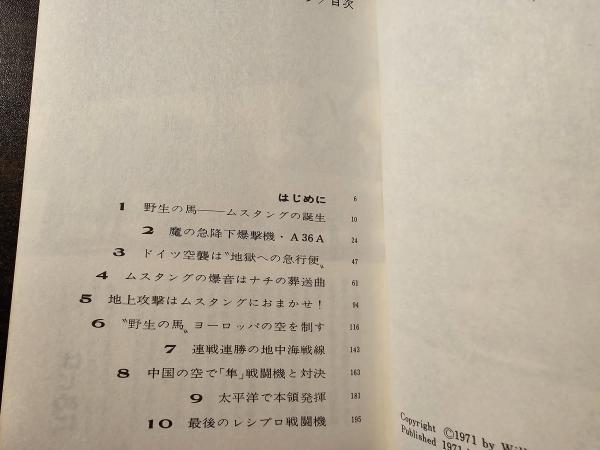 ／目次
はじめに 6
1 野生の馬――ムスタングの誕生 10
2 魔の急降下爆撃機・A36A 24
3 ドイツ空襲は〝地獄への急行便〟 47
4 ムスタングの爆音はナチの葬送曲 61
5 地上攻撃はムスタングにおまかせ！ 94
6 〝野生の馬〟ヨーロッパの空を制す 116
7 連戦連勝の地中海戦線 143
8 中国の空で「隼」戦闘機と対決 163
9 太平洋で本領発揮 181
10 最後のレシプロ戦闘機 195
Copyright ©1971 by
Published 1971